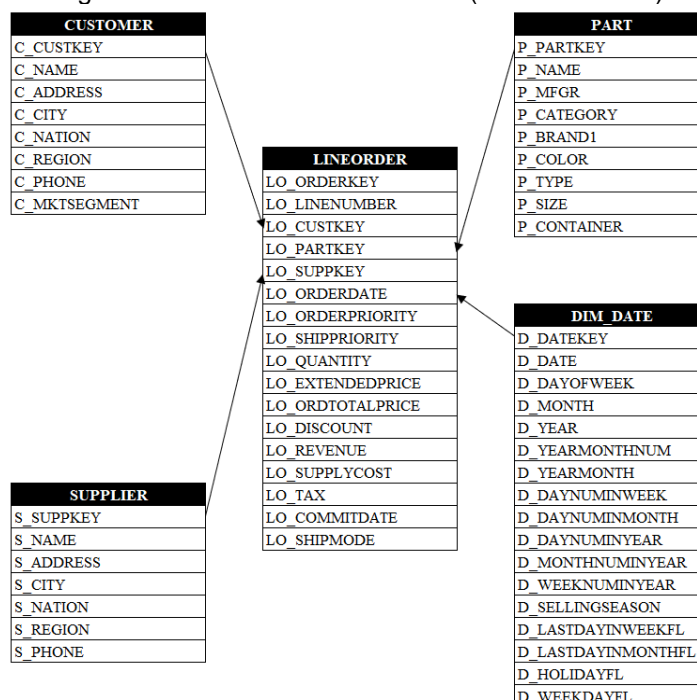 CUSTOMER
C_CUSTKEY
C_NAME
C_ADDRESS
C_CITY
C_NATION
C_REGION
C_PHONE
C_MKTSEGMENT
PART
P_PARTKEY
P_NAME
P_MFGR
P_CATEGORY
P_BRAND1
P_COLOR
P_TYPE
P_SIZE
P_CONTAINER
LINEORDER
LO_ORDERKEY
LO_LINENUMBER
LO_CUSTKEY
LO_PARTKEY
LO_SUPPKEY
LO_ORDERDATE
LO_ORDERPRIORITY
LO_SHIPPRIORITY
LO_QUANTITY
LO_EXTENDEDPRICE
LO_ORDTOTALPRICE
LO_DISCOUNT
LO_REVENUE
LO_SUPPLYCOST
LO_TAX
LO_COMMITDATE
LO_SHIPMODE
SUPPLIER
S_SUPPKEY
S_NAME
S_ADDRESS
S_CITY
S_NATION
S_REGION
S_PHONE
DIM_DATE
D_DATEKEY
D_DATE
D_DAYOFWEEK
D_MONTH
D_YEAR
D_YEARMONTHNUM
D_YEARMONTH
D_DAYNUMINWEEK
D_DAYNUMINMONTH
D_DAYNUMINYEAR
D_MONTHNUMINYEAR
D_WEEKNUMINYEAR
D_SELLINGSEASON
D_LASTDAYINWEEKFL
D_LASTDAYINMONTHFL
D_HOLIDAYFL
D_WEEKDAYFL